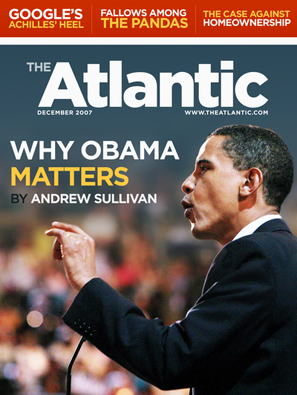 GOOGLE'S
ACHILLES' HEEL
FALLOWS AMONG
THE PANDAS
THE CASE AGAINST
HOMEOWNERSHIP
THE Atlantic
DECEMBER 2007
WWW.THEATLANTIC.COM
WHY OBAMA
MATTERS
BY ANDREW SULLIVAN